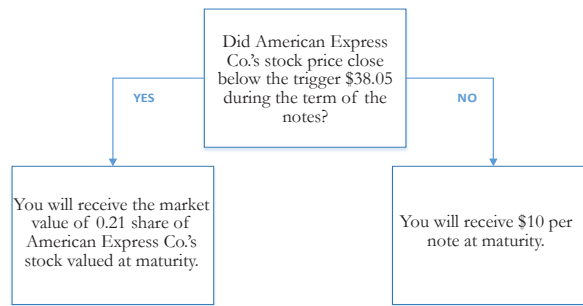 Did American Express
Co.'s stock price close
below the trigger $38.05
during the term of the
notes?
YES
NO
You will receive the market
value of 0.21 share of
American Express Co.'s
stock valued at maturity.
You will receive $10 per
note at maturity.